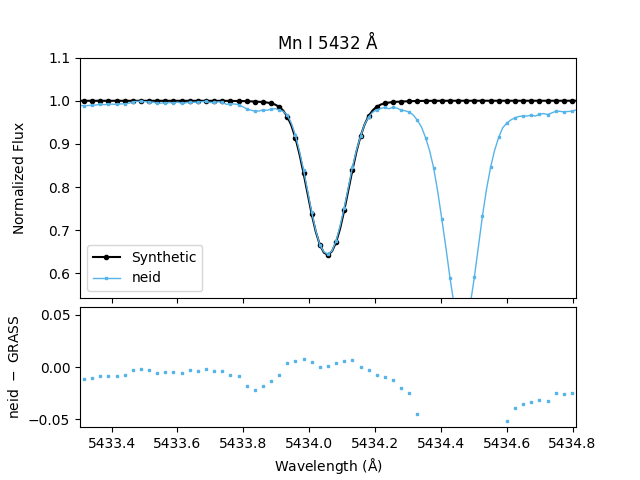 Mn I 5432 Å
1.1
1.0
0.9
0.8
0.7
0.6
Normalized Flux
Synthetic
neid
0.05
0.00
−0.05
neid − GRASS
5433.4 5433.6 5433.8 5434.0 5434.2 5434.4 5434.6 5434.8
Wavelength (Å)